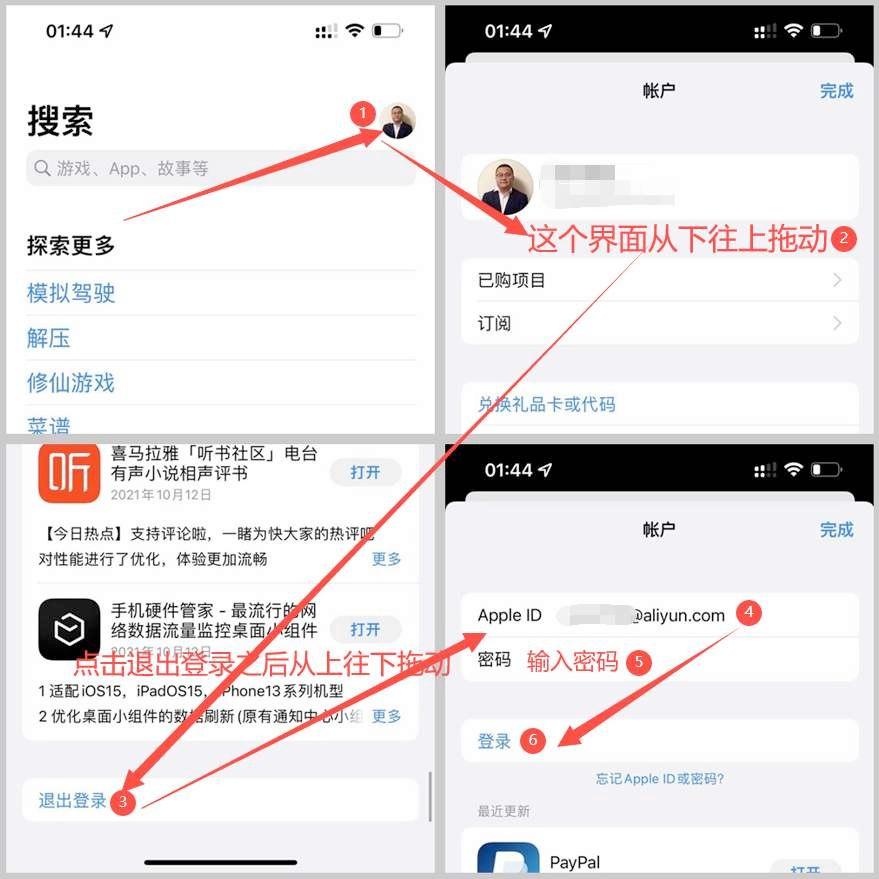 01:44
搜索
1
游戏、App、故事等
探索更多
模拟驾驶
解压
修仙游戏
菜谱
01:44
帐户
完成
这个界面从下往上拖动 2
已购项目
订阅
兑换礼品卡或代码
听
喜马拉雅「听书社区」电台
有声小说相声评书
2021年10月12日
打开
【今日热点】支持评论啦，一睹为快大家的热评吧
对性能进行了优化，体验更加流畅
更多
手机硬件管家 - 最流行的网
络数据流量监控桌面小组件
2021年10月12日
打开
点击退出登录之后从上往下拖动
1 适配iOS15，iPadOS15，iPhone13系列机型
2 优化桌面小组件的数据刷新(原有通知中心小组
更多
退出登录 3
01:44
帐户
完成
Apple ID
@aliyun.com 4
密码 输入密码 5
登录 6
忘记 Apple ID 或密码?
最近更新
PayPal
打开